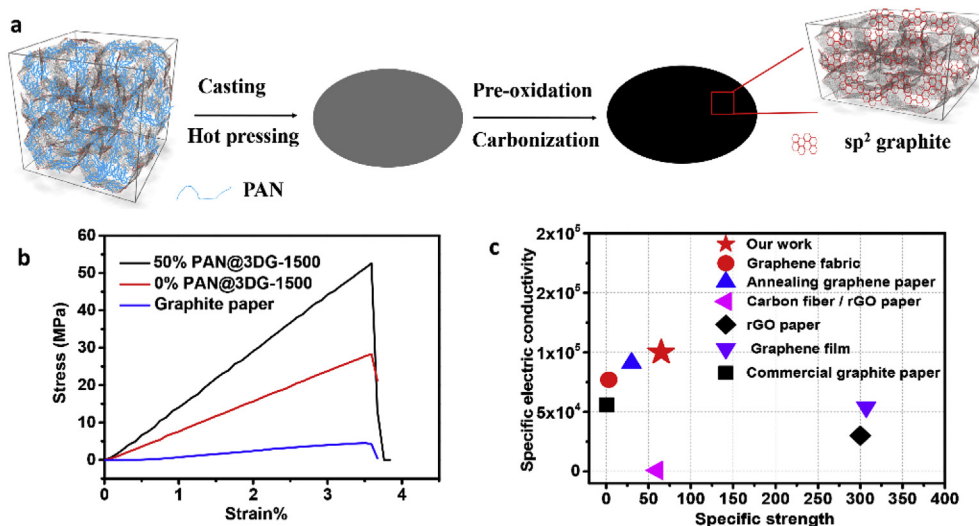 a
Casting
Hot pressing
PAN
Pre-oxidation
Carbonization
sp² graphite
b
Stress (MPa)
60
50
40
30
20
10
0
50% PAN@3DG-1500
0% PAN@3DG-1500
Graphite paper
0
1
2
3
4
Strain%
c
Specific electric conductivity
2x10⁵
2x10⁵
1x10⁵
5x10⁴
0
Our work
Graphene fabric
Annealing graphene paper
Carbon fiber / rGO paper
rGO paper
Graphene film
Commercial graphite paper
0 50 100 150 200 250 300 350 400
Specific strength